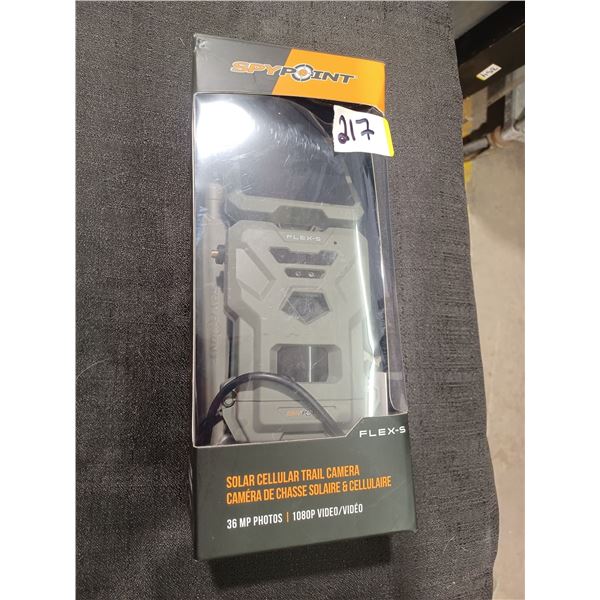 SPYPOINT
217
FLEX-S
FLEX-S
SOLAR CELLULAR TRAIL CAMERA
CAMÉRA DE CHASSE SOLAIRE & CELLULAIRE
36 MP PHOTOS | 1080P VIDEO/VIDÉO